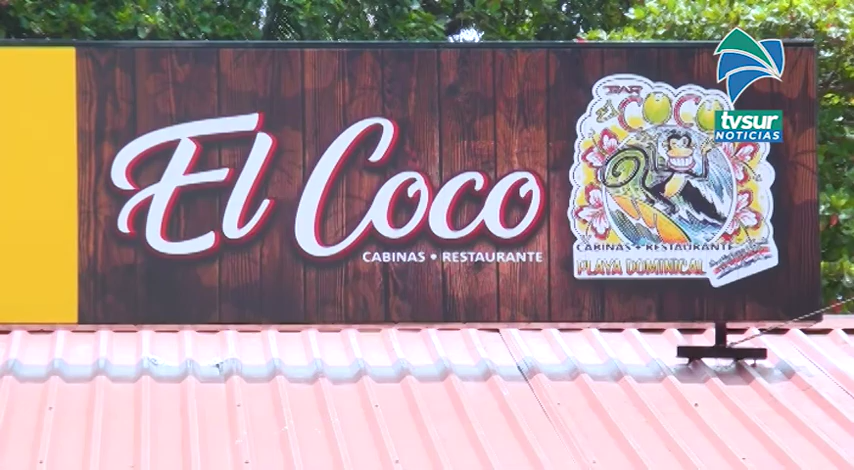 El Coco
CABINAS • RESTAURANTE
BAR
El COCO
CABINAS • RESTAURANTE
PLAYA DOMINICAL
tvsur
NOTICIAS